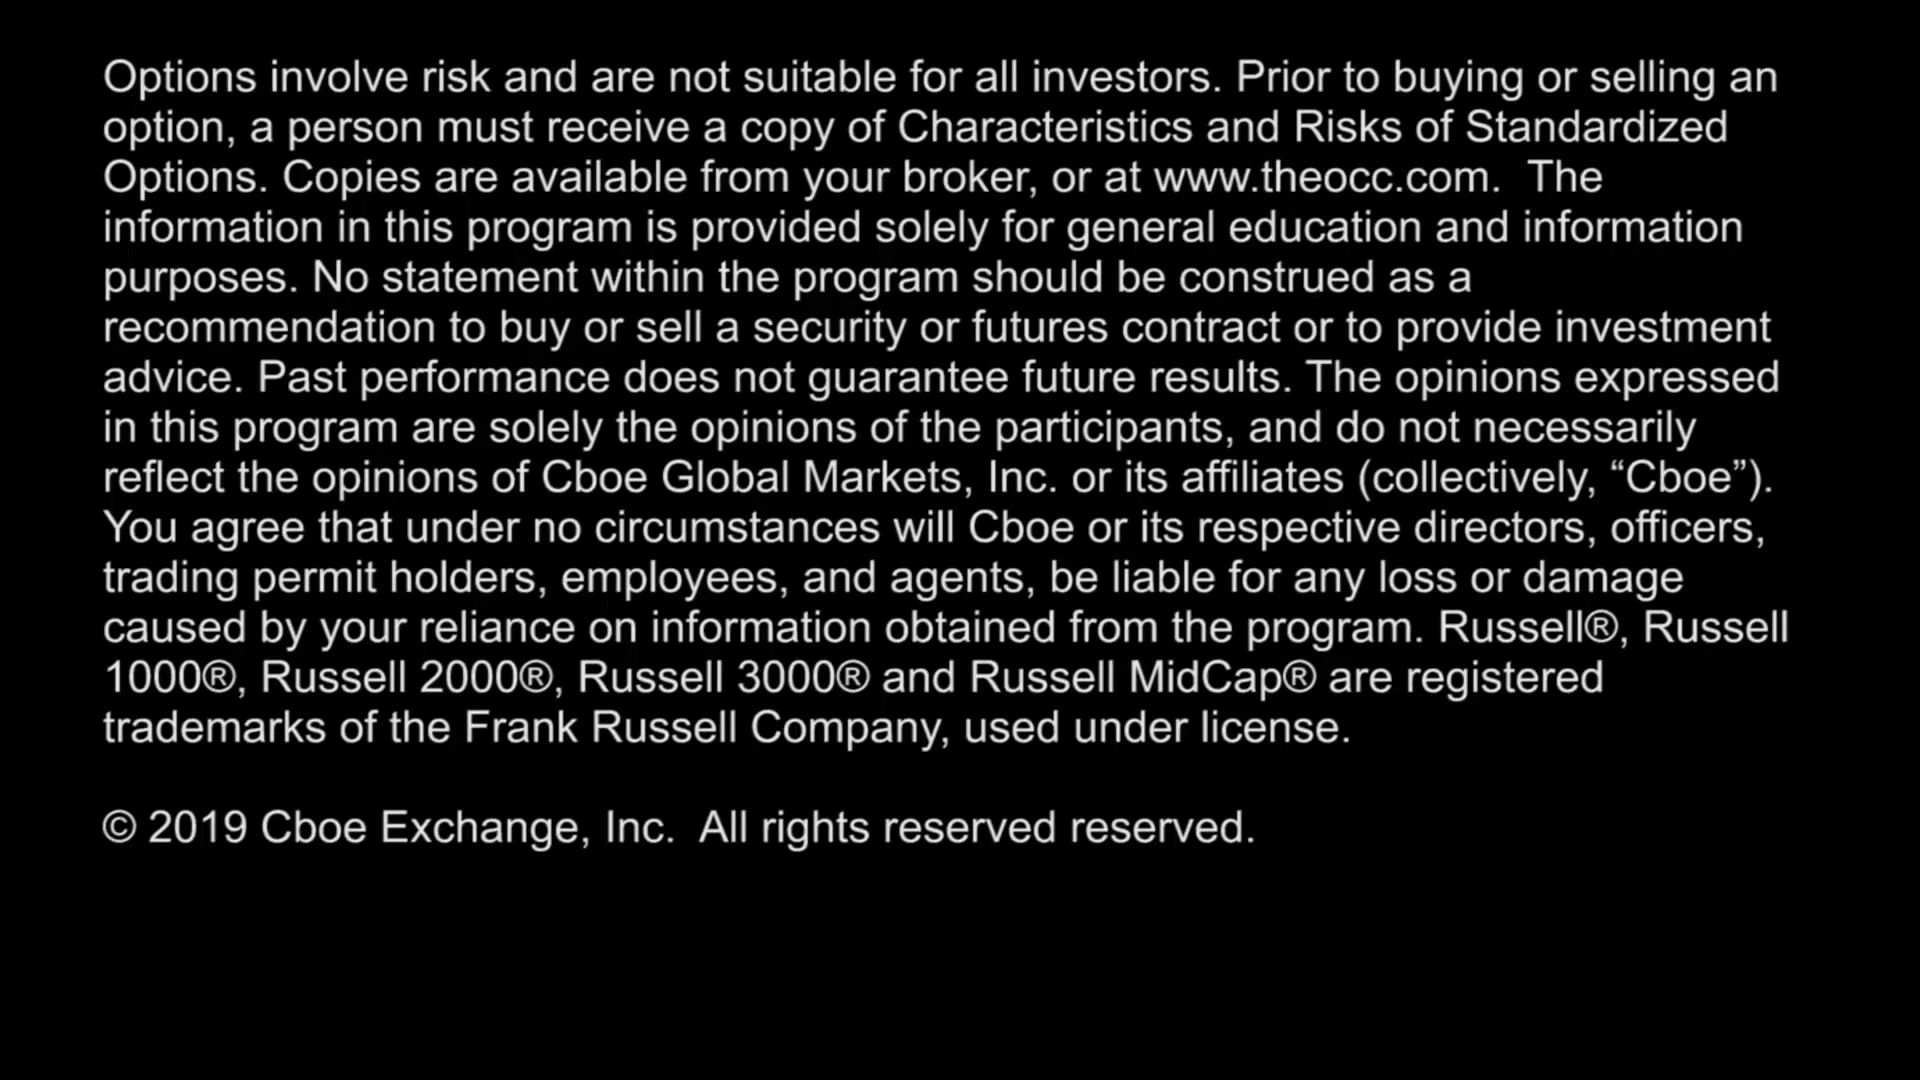 Options involve risk and are not suitable for all investors. Prior to buying or selling an
option, a person must receive a copy of Characteristics and Risks of Standardized
Options. Copies are available from your broker, or at www.theocc.com.  The
information in this program is provided solely for general education and information
purposes. No statement within the program should be construed as a
recommendation to buy or sell a security or futures contract or to provide investment
advice. Past performance does not guarantee future results. The opinions expressed
in this program are solely the opinions of the participants, and do not necessarily
reflect the opinions of Cboe Global Markets, Inc. or its affiliates (collectively, “Cboe”).
You agree that under no circumstances will Cboe or its respective directors, officers,
trading permit holders, employees, and agents, be liable for any loss or damage
caused by your reliance on information obtained from the program. Russell®, Russell
1000®, Russell 2000®, Russell 3000® and Russell MidCap® are registered
trademarks of the Frank Russell Company, used under license.
© 2019 Cboe Exchange, Inc.  All rights reserved reserved.